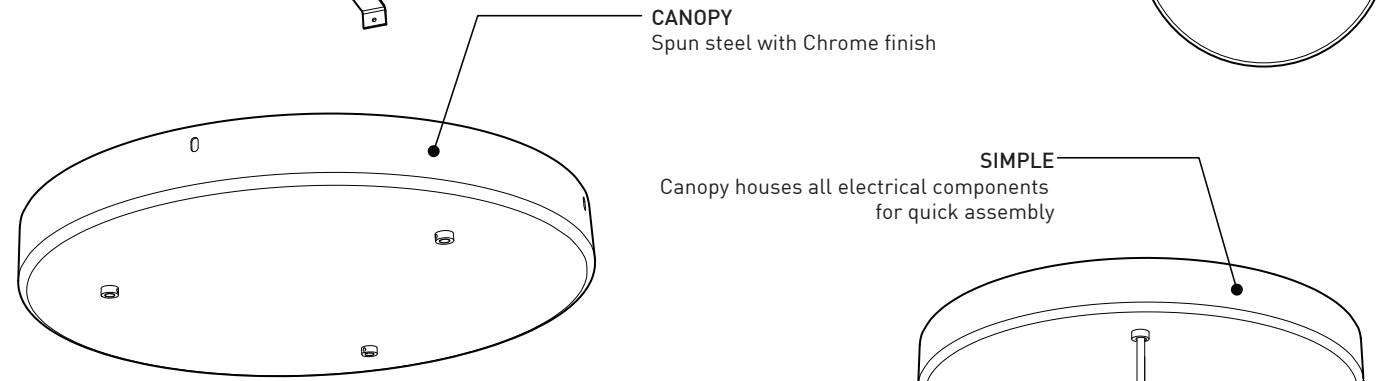 CANOPY
Spun steel with Chrome finish
SIMPLE
Canopy houses all electrical components
for quick assembly